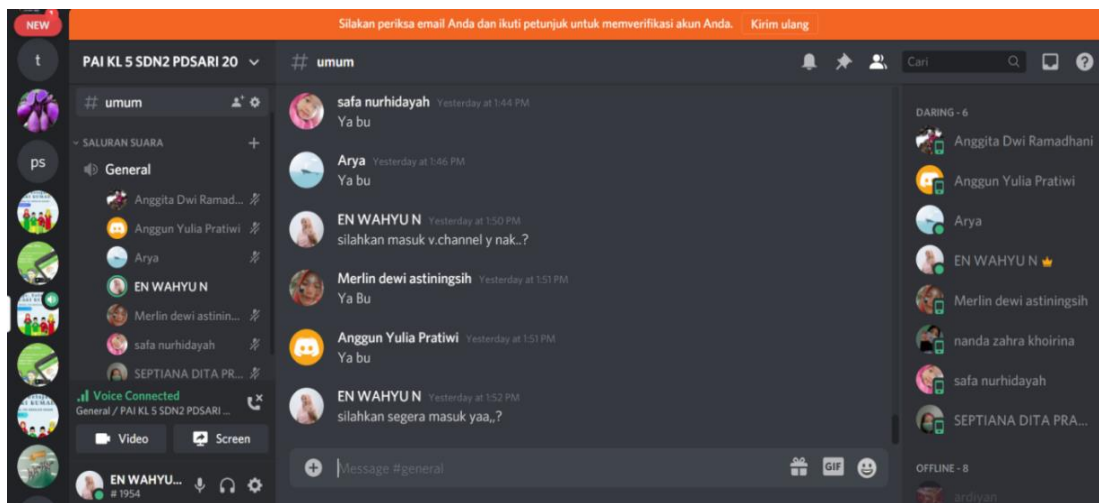 NEW
Silakan periksa email Anda dan ikuti petunjuk untuk memverifikasi akun Anda. Kirim ulang
t
ps
PAI KL 5 SDN2 PDSARI 20
# umum
SALURAN SUARA
General
Anggita Dwi Ramad...
Anggun Yulia Pratiwi
Arya
EN WAHYU N
Merlin dewi astinin...
safa nurhidayah
SEPTIANA DITA PR...
Voice Connected
General / PAI KL 5 SDN2 PDSARI ...
Video
Screen
EN WAHYU...
#1954
# umum
Cari
safa nurhidayah Yesterday at 1:44 PM
Ya bu
Arya Yesterday at 1:46 PM
Ya bu
EN WAHYU N Yesterday at 1:50 PM
silahkan masuk v.channel y nak..?
Merlin dewi astiningsih Yesterday at 1:51 PM
Ya Bu
Anggun Yulia Pratiwi Yesterday at 1:51 PM
Ya bu
EN WAHYU N Yesterday at 1:52 PM
silahkan segera masuk yaa,,?
Message #general
GIF
DARING - 6
Anggita Dwi Ramadhani
Anggun Yulia Pratiwi
Arya
EN WAHYU N
Merlin dewi astiningsih
nanda zahra khoirina
safa nurhidayah
SEPTIANA DITA PRA...
OFFLINE - 8
ardiyan